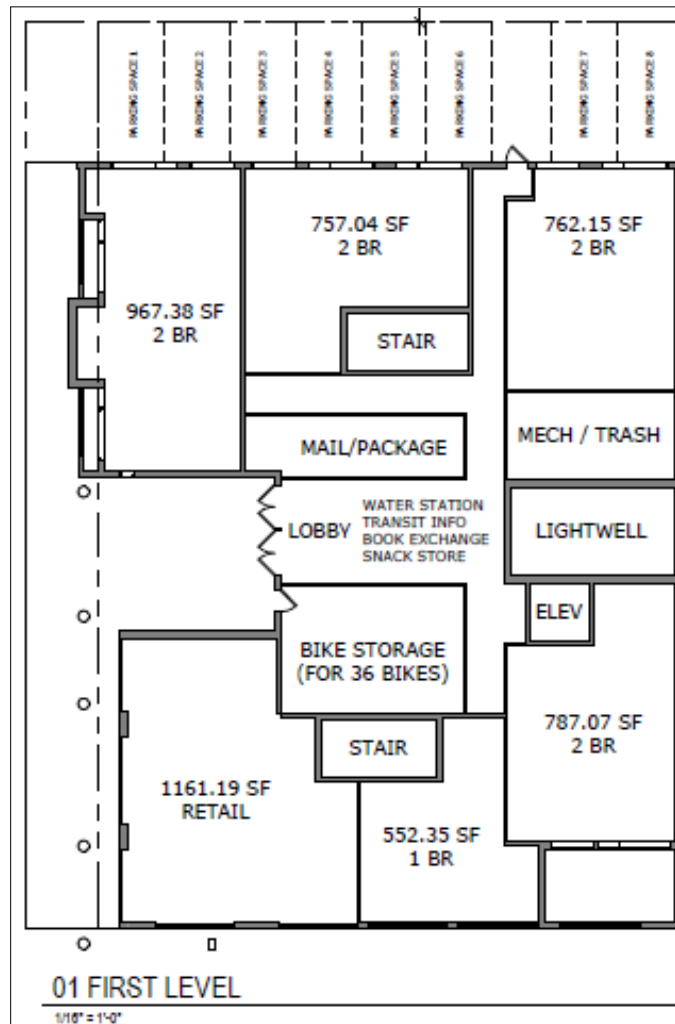 PARKING SPACE 1
PARKING SPACE 2
PARKING SPACE 3
PARKING SPACE 4
PARKING SPACE 5
PARKING SPACE 6
PARKING SPACE 7
PARKING SPACE 8
757.04 SF
2 BR
762.15 SF
2 BR
967.38 SF
2 BR
STAIR
MAIL/PACKAGE
MECH / TRASH
LOBBY
WATER STATION
TRANSIT INFO
BOOK EXCHANGE
SNACK STORE
LIGHTWELL
ELEV
BIKE STORAGE
(FOR 36 BIKES)
787.07 SF
2 BR
STAIR
1161.19 SF
RETAIL
552.35 SF
1 BR
01 FIRST LEVEL
1/16" = 1'-0"